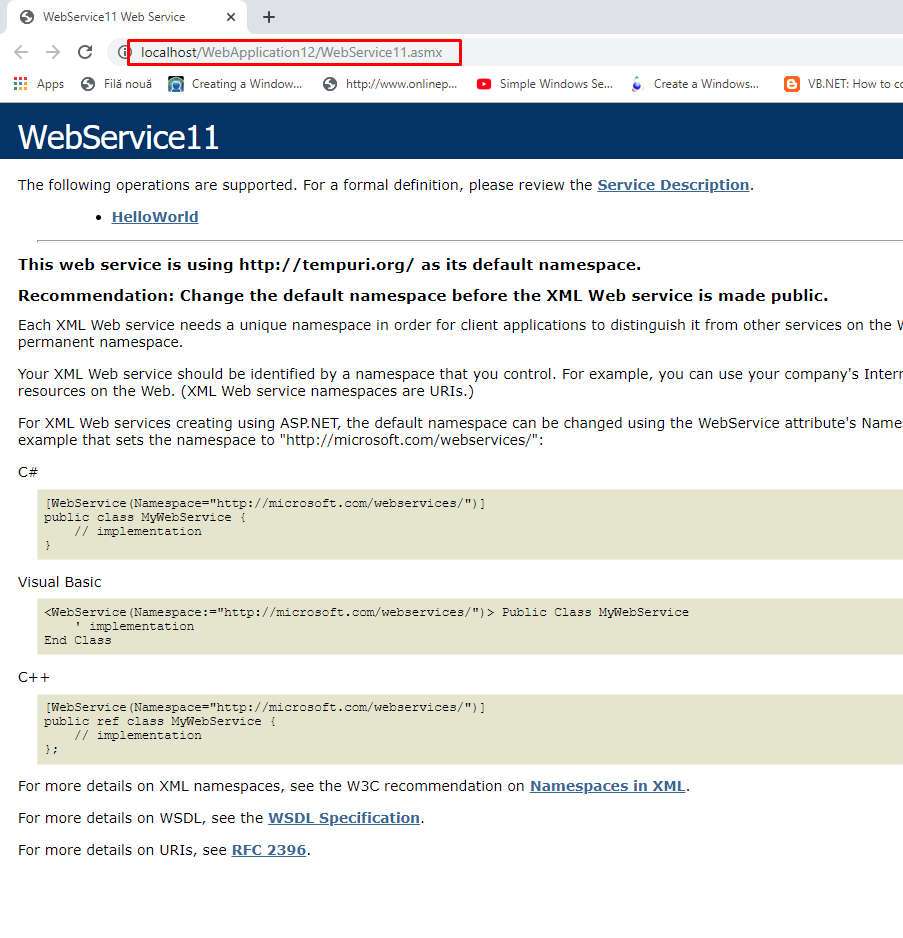 WebService11 Web Service
localhost/WebApplication12/WebService11.asmx
Apps Filă nouă Creating a Window... http://www.onlinep... Simple Windows Se... Create a Windows... VB.NET: How to co
WebService11
The following operations are supported. For a formal definition, please review the Service Description.
• HelloWorld
This web service is using http://tempuri.org/ as its default namespace.
Recommendation: Change the default namespace before the XML Web service is made public.
Each XML Web service needs a unique namespace in order for client applications to distinguish it from other services on the W
permanent namespace.
Your XML Web service should be identified by a namespace that you control. For example, you can use your company's Intern
resources on the Web. (XML Web service namespaces are URIs.)
For XML Web services creating using ASP.NET, the default namespace can be changed using the WebService attribute's Names
example that sets the namespace to "http://microsoft.com/webservices/":
C#
[WebService(Namespace="http://microsoft.com/webservices/")]
public class MyWebService {
// implementation
}
Visual Basic
<WebService(Namespace:="http://microsoft.com/webservices/")> Public Class MyWebService
' implementation
End Class
C++
[WebService(Namespace="http://microsoft.com/webservices/")]
public ref class MyWebService {
// implementation
};
For more details on XML namespaces, see the W3C recommendation on Namespaces in XML.
For more details on WSDL, see the WSDL Specification.
For more details on URIs, see RFC 2396.